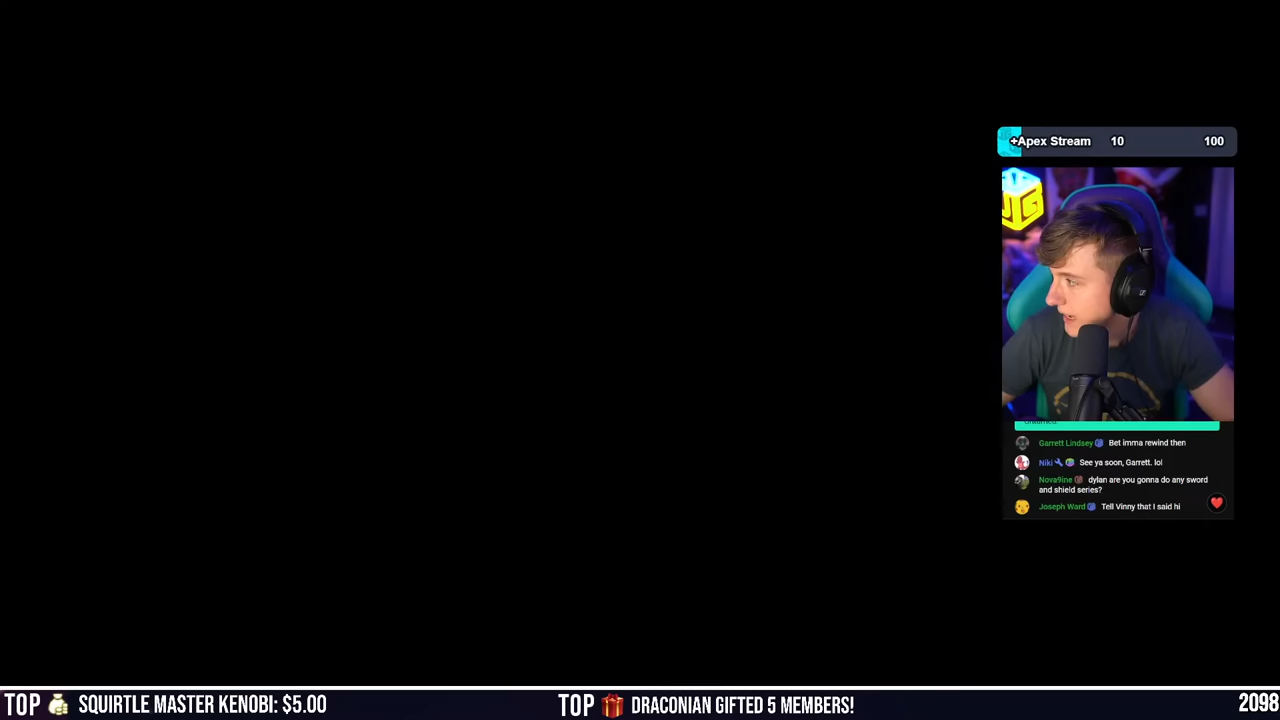 +Apex Stream 10 100
Garrett Lindsey Bet imma rewind then
Niki See ya soon, Garrett. lol
Nova9ine dylan are you gonna do any sword
and shield series?
Joseph Ward Tell Vinny that I said hi
TOP SQUIRTLE MASTER KENOBI: $5.00 TOP DRACONIAN GIFTED 5 MEMBERS! 2098